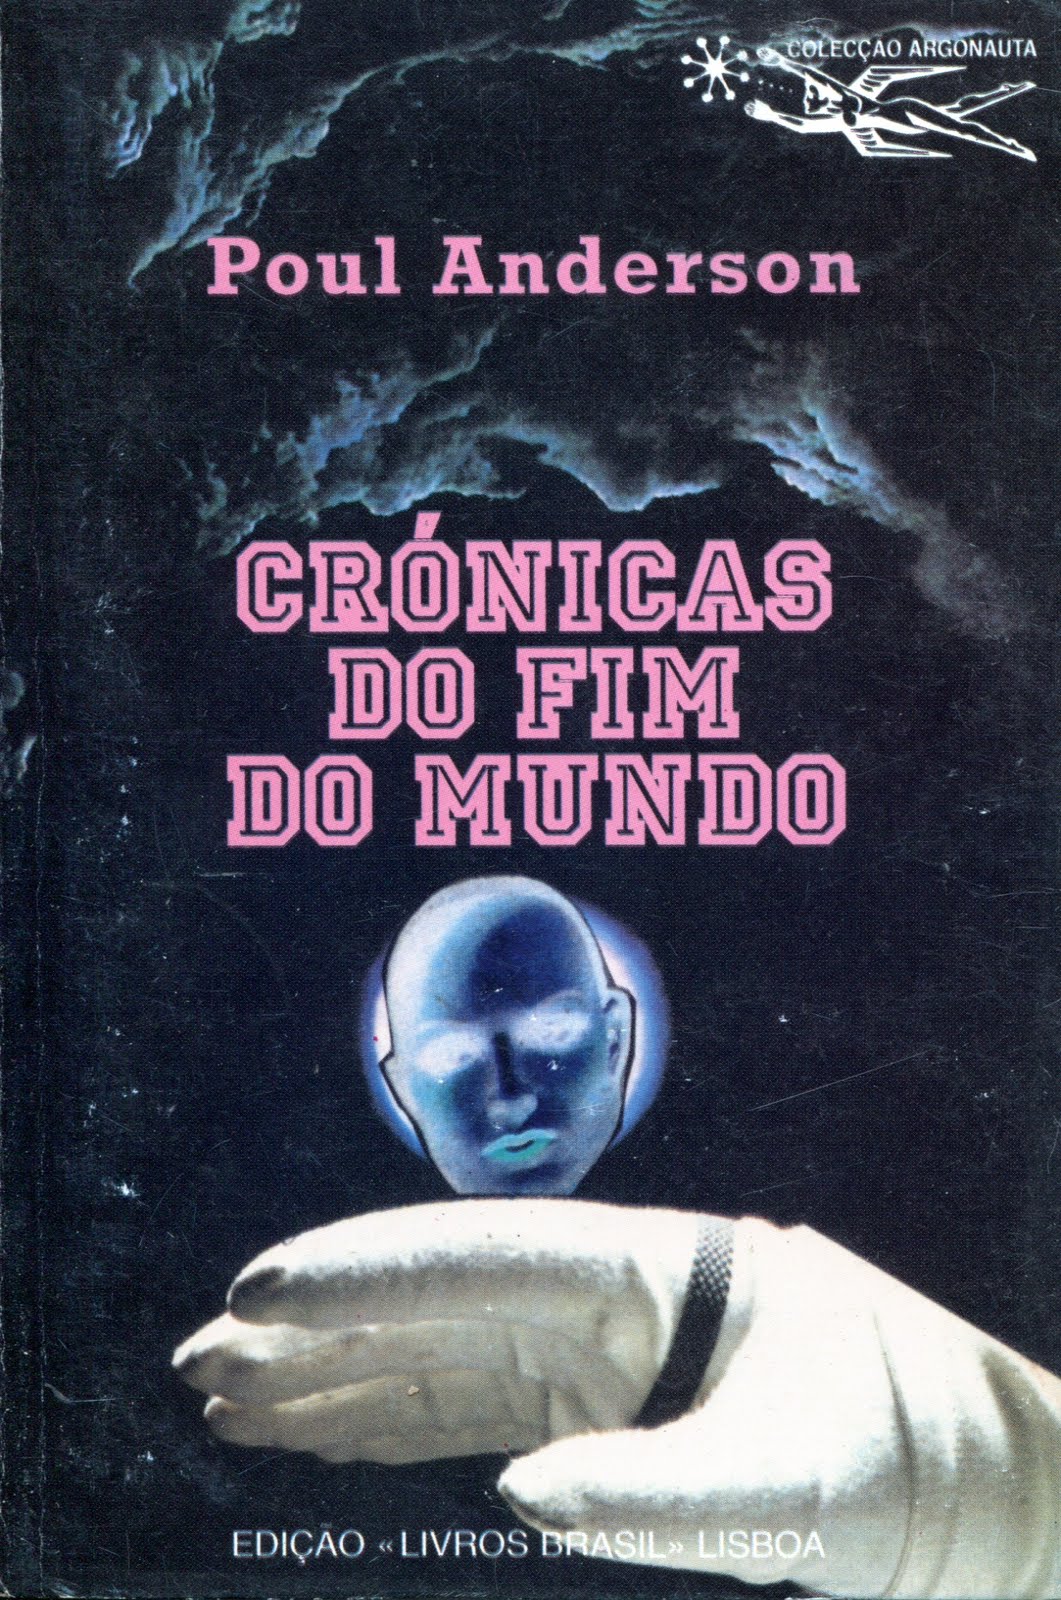 COLECÇÃO ARGONAUTA
Poul Anderson
CRÓNICAS
DO FIM
DO MUNDO
EDIÇÃO «LIVROS BRASIL» LISBOA